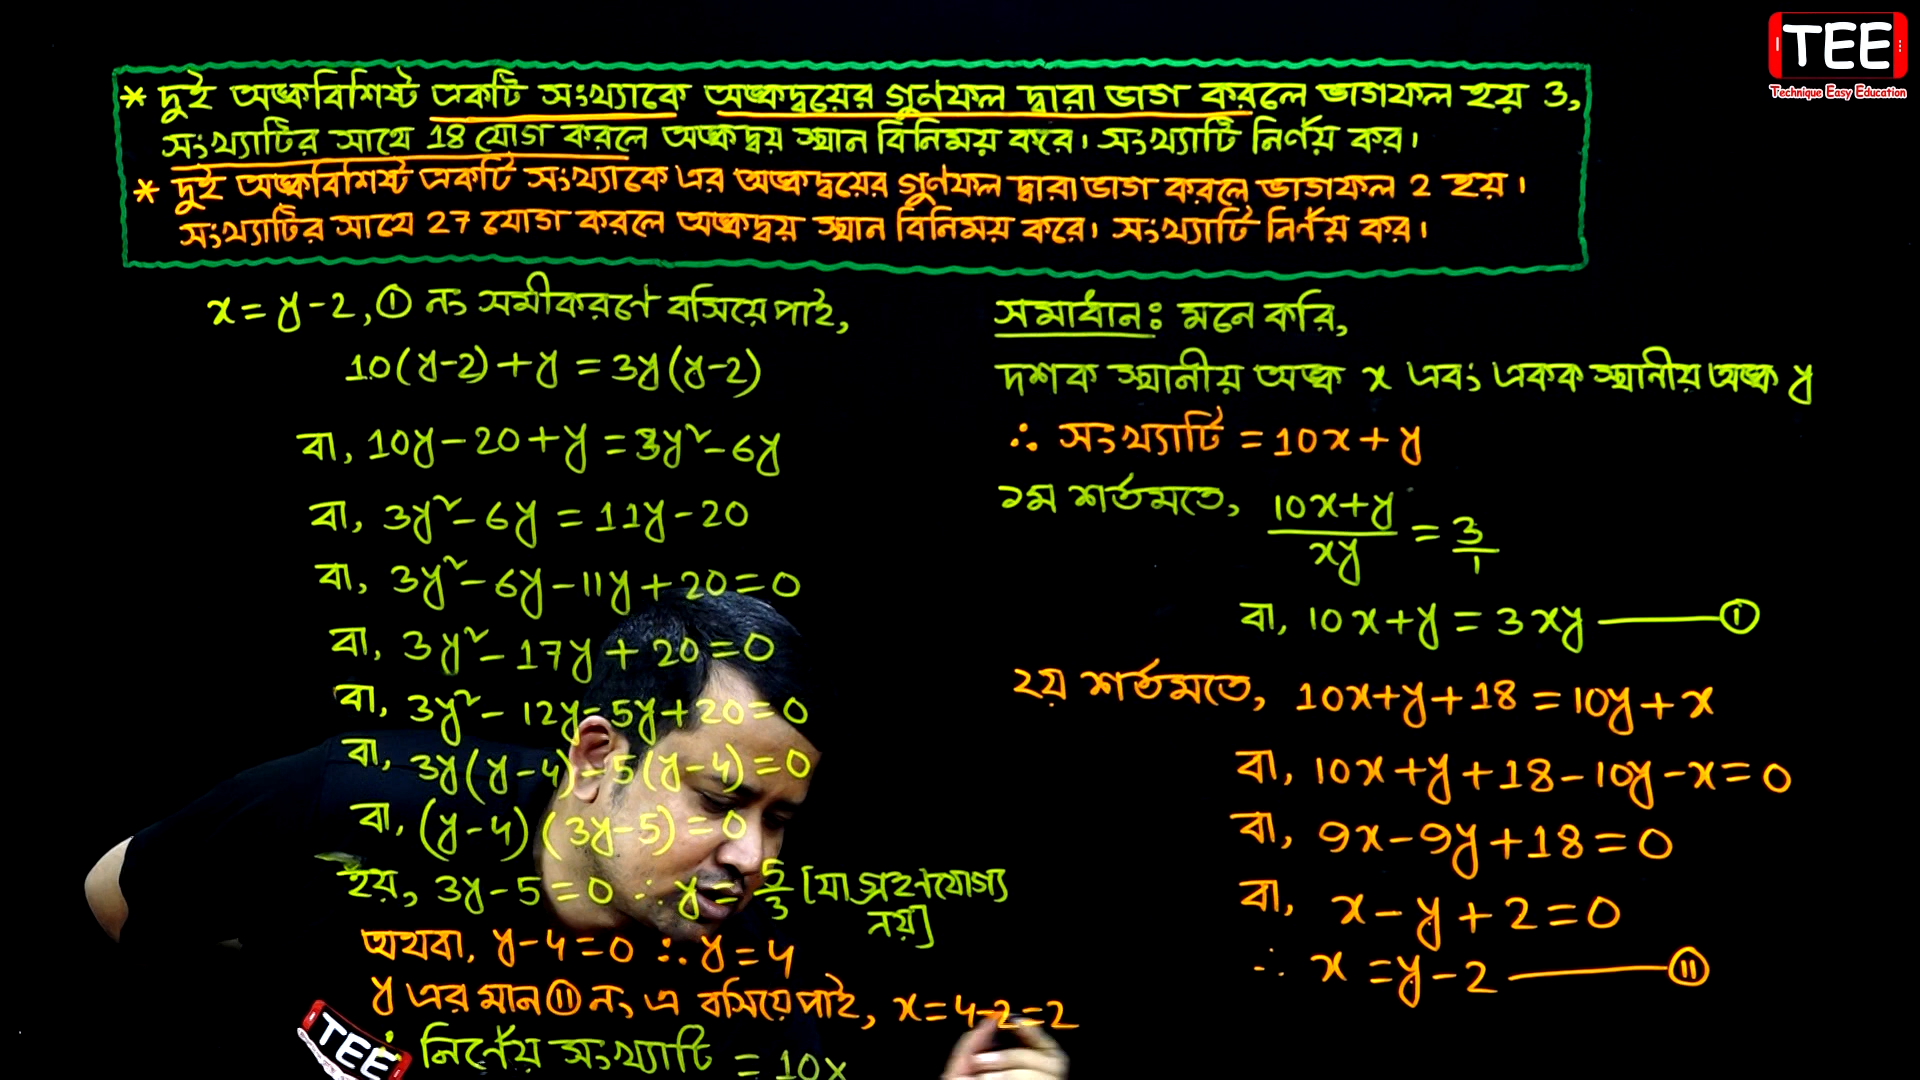 TEE
Technique Easy Education
* দুই অঙ্কবিশিষ্ট একটি সংখ্যাকে অঙ্কদ্বয়ের গুণফল দ্বারা ভাগ করলে ভাগফল হয় 3,
সংখ্যাটির সাথে 18 যোগ করলে অঙ্কদ্বয় স্থান বিনিময় করে। সংখ্যাটি নির্ণয় কর।
* দুই অঙ্কবিশিষ্ট একটি সংখ্যাকে এর অঙ্কদ্বয়ের গুণফল দ্বারা ভাগ করলে ভাগফল 2 হয়।
সংখ্যাটির সাথে 27 যোগ করলে অঙ্কদ্বয় স্থান বিনিময় করে। সংখ্যাটি নির্ণয় কর।
সমাধান: মনে করি,
দশক স্থানীয় অঙ্ক x এবং একক স্থানীয় অঙ্ক y
∴ সংখ্যাটি = 10x + y
১ম শর্তমতে, (10x+y)/xy = 3/1
বা, 10x + y = 3xy ——— ⓘ
২য় শর্তমতে, 10x+y+18 = 10y + x
বা, 10x + y + 18 - 10y - x = 0
বা, 9x - 9y + 18 = 0
বা, x - y + 2 = 0
∴ x = y - 2 ——— ⓘⓘ
x = y - 2, ⓘ নং সমীকরণে বসিয়ে পাই,
10(y-2) + y = 3y(y-2)
বা, 10y - 20 + y = 3y² - 6y
বা, 3y² - 6y = 11y - 20
বা, 3y² - 6y - 11y + 20 = 0
বা, 3y² - 17y + 20 = 0
বা, 3y² - 12y - 5y + 20 = 0
বা, 3y(y-4) - 5(y-4) = 0
বা, (y-4)(3y-5) = 0
হয়, 3y - 5 = 0 ∴ y = 5/3 [যা গ্রহণযোগ্য
নয়]
অথবা, y - 4 = 0 ∴ y = 4
y এর মান ⓘⓘ নং এ বসিয়ে পাই, x = 4-2 = 2
∴ নির্ণেয় সংখ্যাটি = 10x
TEE